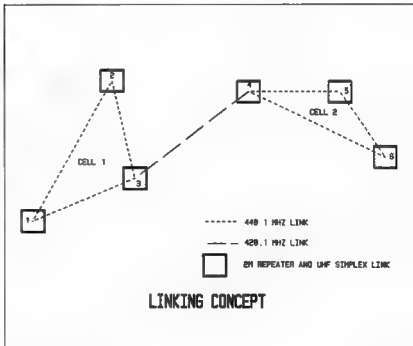 2
4
5
CELL 2
CELL 1
6
3
1
440 1 MHZ LINK
420.1 MHZ LINK
2M REPEATER AND UHF SIMPLEX LINK
LINKING CONCEPT